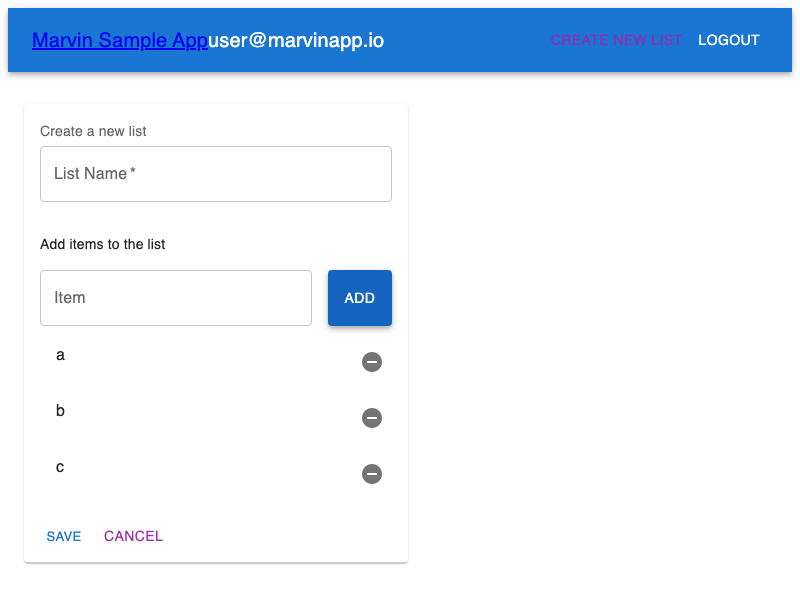 Marvin Sample Appuser@marvinapp.io CREATE NEW LIST LOGOUT
Create a new list
List Name *
Add items to the list
Item ADD
a
b
c
SAVE CANCEL